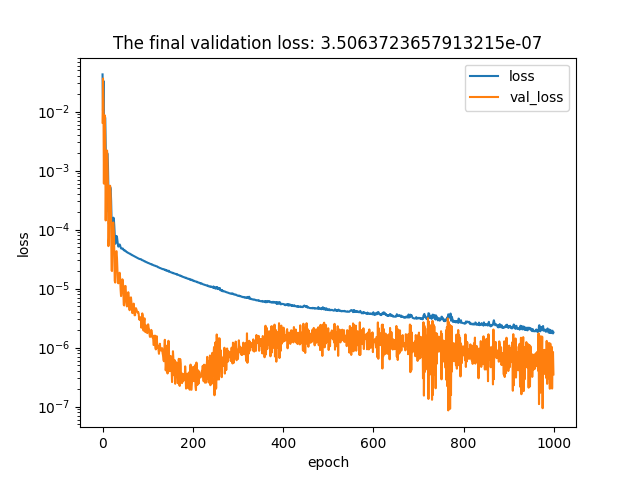 The final validation loss: 3.5063723657913215e-07
loss
val_loss
10⁻²
10⁻³
10⁻⁴
10⁻⁵
10⁻⁶
10⁻⁷
loss
0 200 400 600 800 1000
epoch